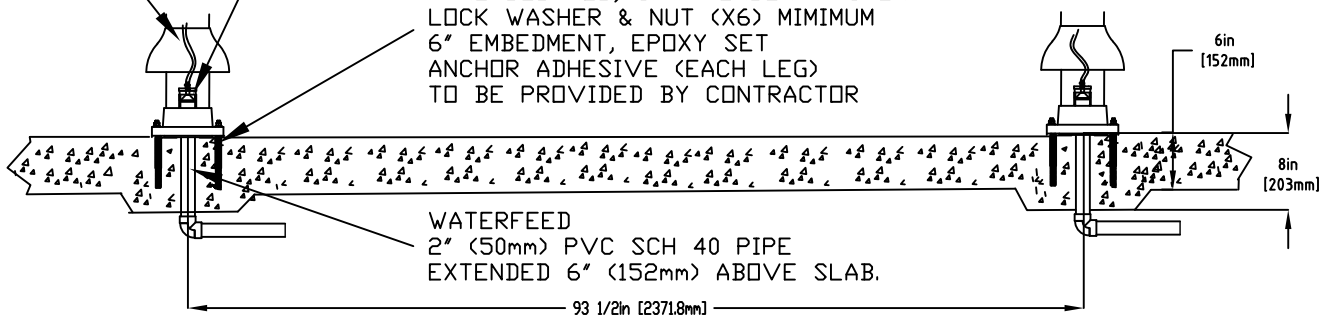 LOCK WASHER & NUT (X6) MIMIMUM
6" EMBEDMENT, EPOXY SET
ANCHOR ADHESIVE (EACH LEG)
TO BE PROVIDED BY CONTRACTOR
6in
[152mm]
8in
[203mm]
WATERFEED
2" (50mm) PVC SCH 40 PIPE
EXTENDED 6" (152mm) ABOVE SLAB.
93 1/2in [2371.8mm]